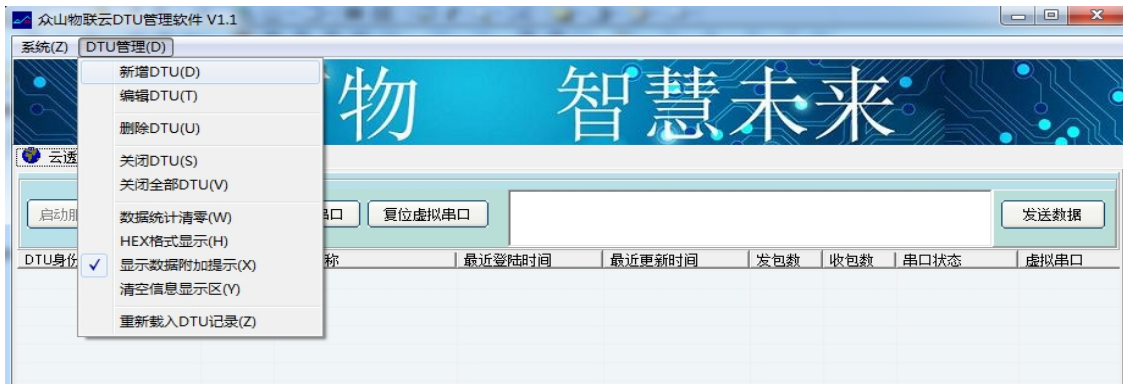 众山物联云DTU管理软件 V1.1
系统(Z) DTU管理(D)
新增DTU(D)
编辑DTU(T)
删除DTU(U)
关闭DTU(S)
关闭全部DTU(V)
数据统计清零(W)
HEX格式显示(H)
显示数据附加提示(X)
清空信息显示区(Y)
重新载入DTU记录(Z)
物 智慧未来
云透
启动 口 复位虚拟串口 发送数据
DTU身份 称 最近登陆时间 最近更新时间 发包数 收包数 串口状态 虚拟串口